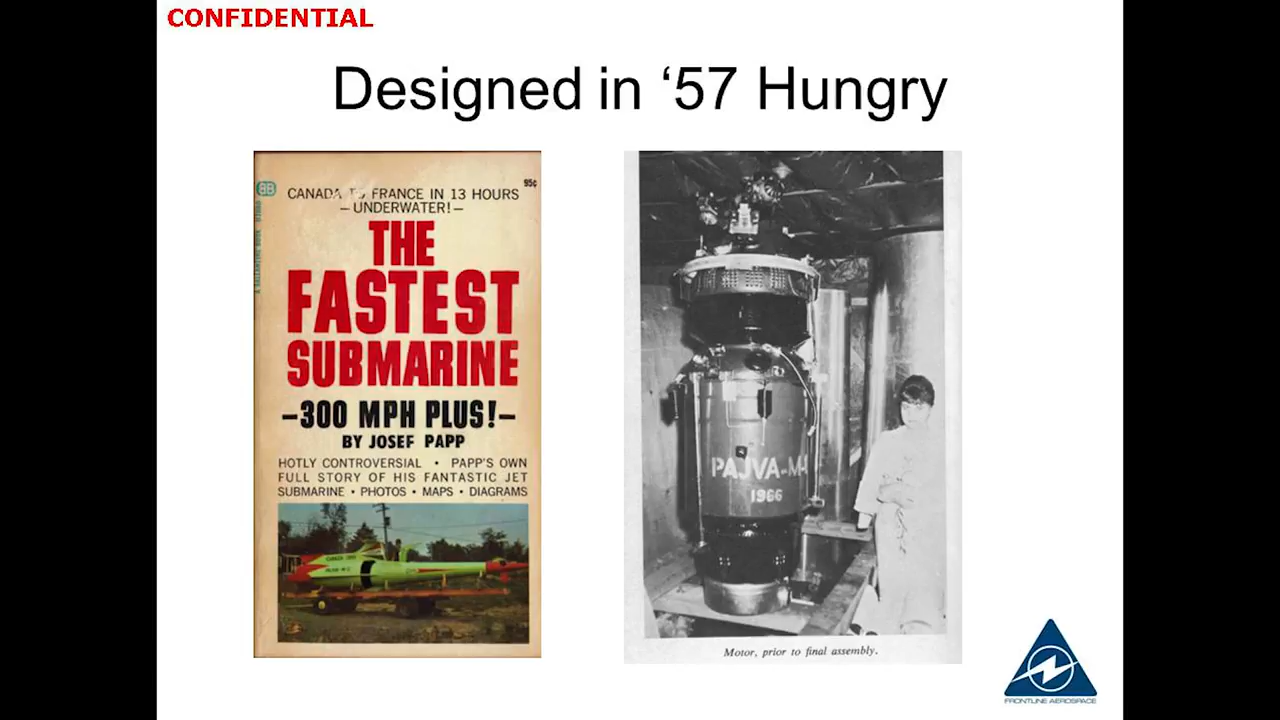 CONFIDENTIAL
Designed in ‘57 Hungry
95¢
CANADA TO FRANCE IN 13 HOURS
–UNDERWATER!–
THE
FASTEST
SUBMARINE
–300 MPH PLUS!–
BY JOSEF PAPP
HOTLY CONTROVERSIAL • PAPP'S OWN
FULL STORY OF HIS FANTASTIC JET
SUBMARINE • PHOTOS • MAPS • DIAGRAMS
PAJVA-M-1
1966
Motor, prior to final assembly.
FRONTLINE AEROSPACE